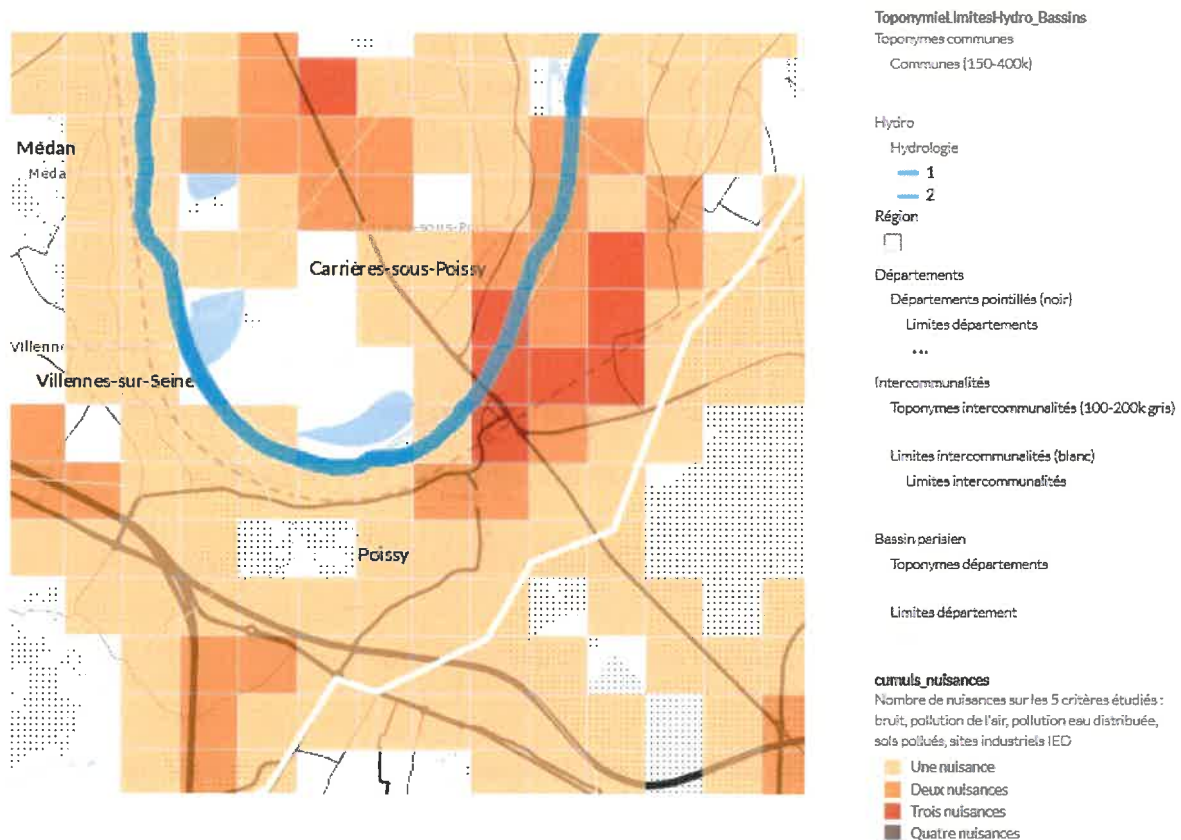 Médan
Méda
Carrières-sous-Poissy
Villenn
Villennes-sur-Seine
Poissy
ToponymieLimitesHydro_Bassins
Toponymes communes
Communes (150-400k)
Hydro
Hydrologie
1
2
Région
Départements
Départements pointillés (noir)
Limites départements
...
Intercommunalités
Toponymes intercommunalités (100-200k gris)
Limites intercommunalités (blanc)
Limites intercommunalités
Bassin parisien
Toponymes départements
Limites département
cumuls_nuisances
Nombre de nuisances sur les 5 critères étudiés :
bruit, pollution de l'air, pollution eau distribuée,
sols pollués, sites industriels IED
Une nuisance
Deux nuisances
Trois nuisances
Quatre nuisances